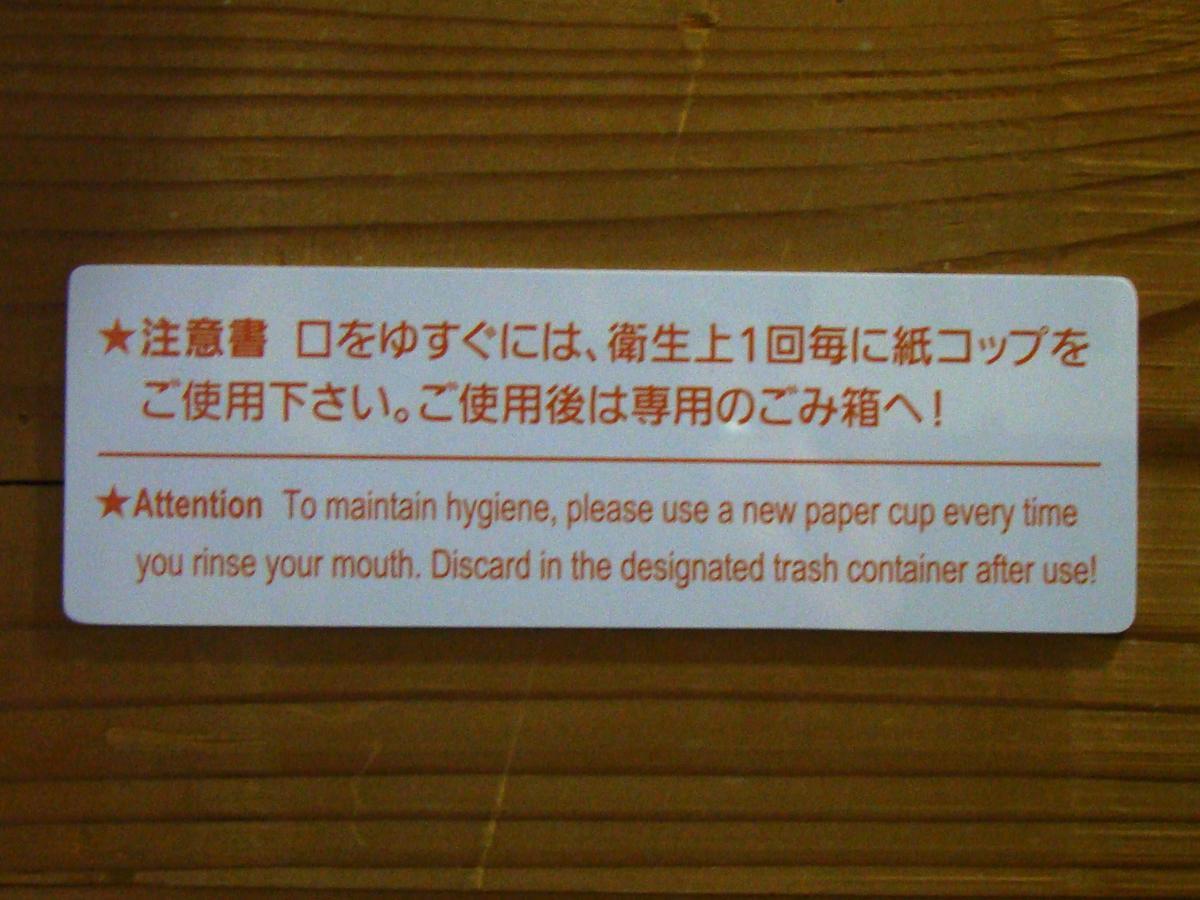 ★注意書 口をゆすぐには、衛生上1回毎に紙コップを
ご使用下さい。ご使用後は専用のごみ箱へ!
★Attention To maintain hygiene, please use a new paper cup every time
you rinse your mouth. Discard in the designated trash container after use!